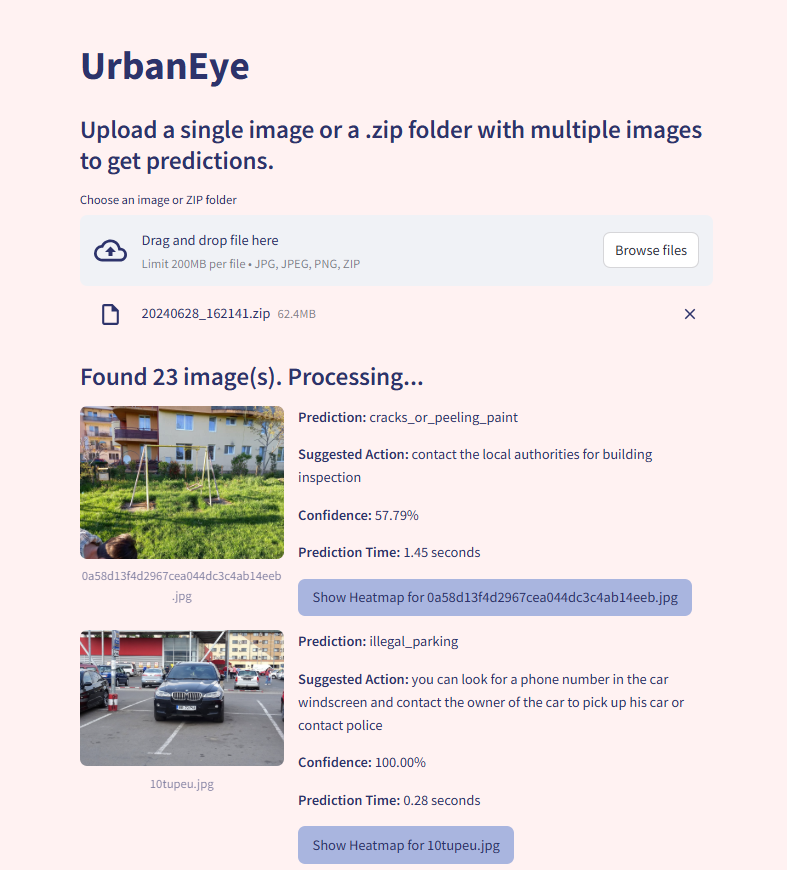 UrbanEye
Upload a single image or a .zip folder with multiple images
to get predictions.
Choose an image or ZIP folder
Drag and drop file here
Limit 200MB per file • JPG, JPEG, PNG, ZIP
Browse files
20240628_162141.zip 62.4MB
Found 23 image(s). Processing...
Prediction: cracks_or_peeling_paint
Suggested Action: contact the local authorities for building
inspection
Confidence: 57.79%
Prediction Time: 1.45 seconds
0a58d13f4d2967cea044dc3c4ab14eeb
.jpg
Show Heatmap for 0a58d13f4d2967cea044dc3c4ab14eeb.jpg
Prediction: illegal_parking
Suggested Action: you can look for a phone number in the car
windscreen and contact the owner of the car to pick up his car or
contact police
Confidence: 100.00%
10tupeu.jpg
Prediction Time: 0.28 seconds
Show Heatmap for 10tupeu.jpg